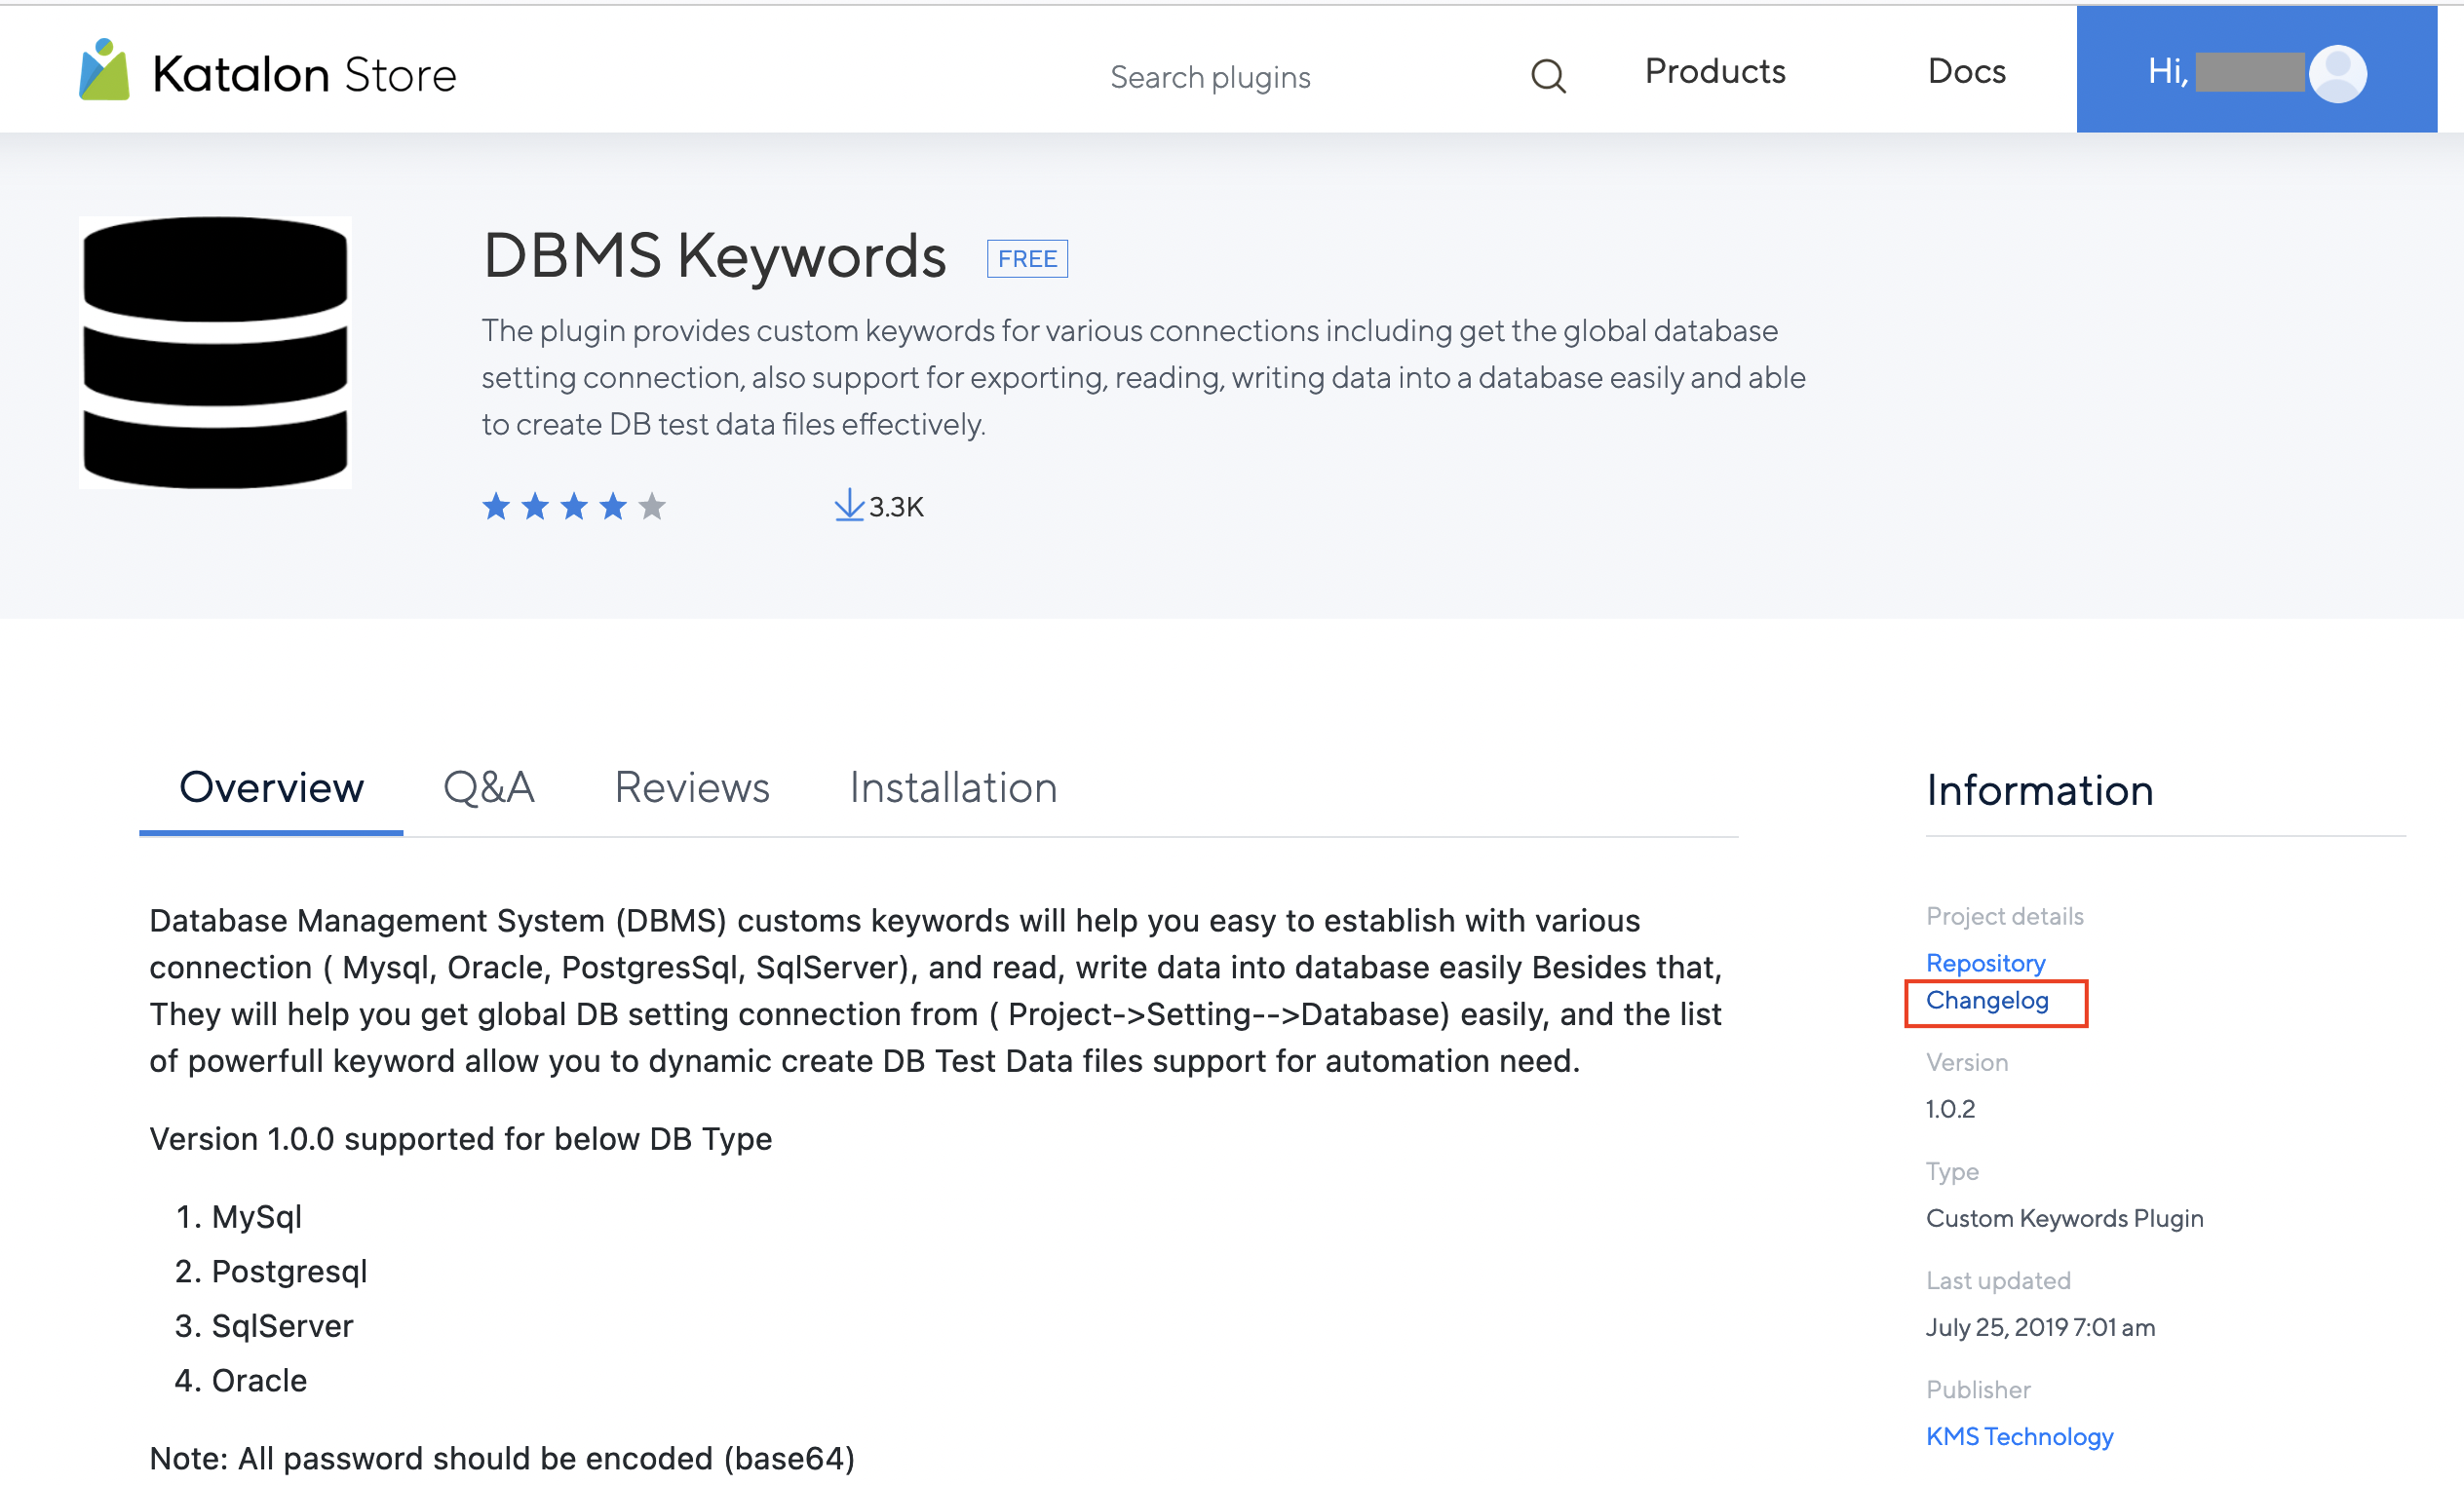 Katalon Store
Search plugins
Products
Docs
Hi,
DBMS Keywords
FREE
The plugin provides custom keywords for various connections including get the global database
setting connection, also support for exporting, reading, writing data into a database easily and able
to create DB test data files effectively.
3.3K
Overview
Q&A
Reviews
Installation
Database Management System (DBMS) customs keywords will help you easy to establish with various
connection ( Mysql, Oracle, PostgresSql, SqlServer), and read, write data into database easily Besides that,
They will help you get global DB setting connection from ( Project->Setting-->Database) easily, and the list
of powerfull keyword allow you to dynamic create DB Test Data files support for automation need.
Version 1.0.0 supported for below DB Type
1. MySql
2. Postgresql
3. SqlServer
4. Oracle
Note: All password should be encoded (base64)
Information
Project details
Repository
Changelog
Version
1.0.2
Type
Custom Keywords Plugin
Last updated
July 25, 2019 7:01 am
Publisher
KMS Technology